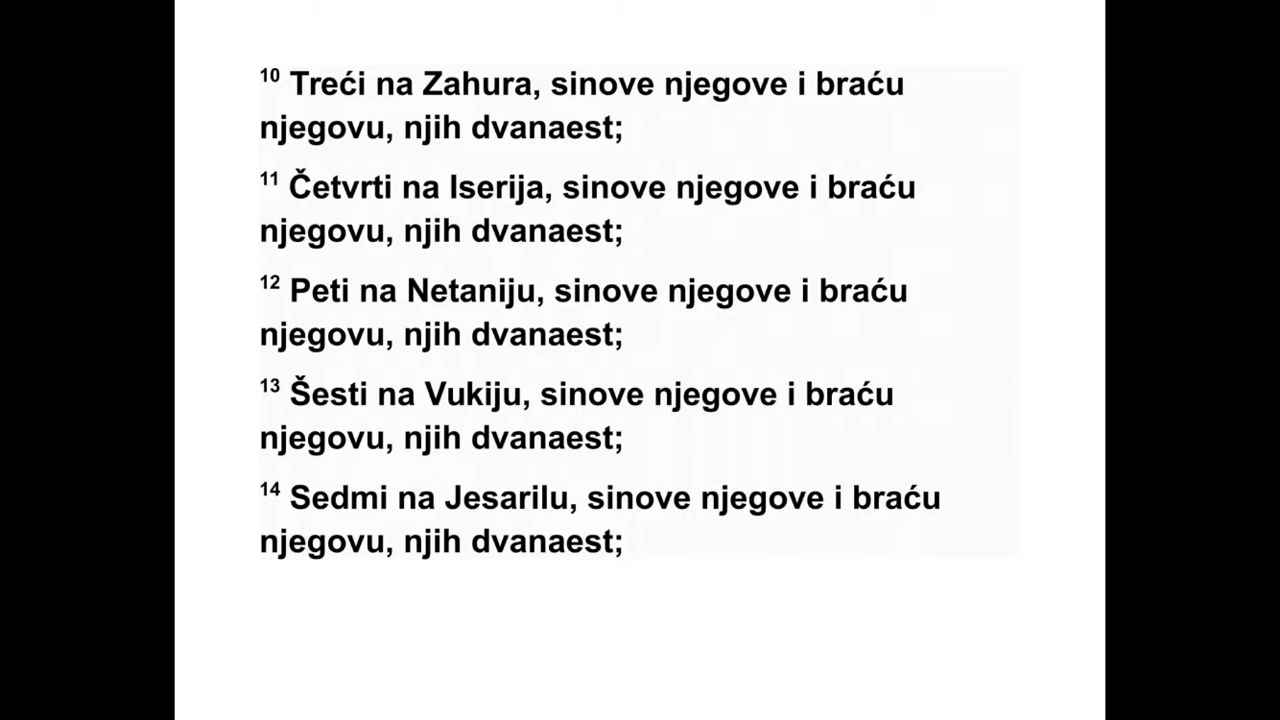 10 Treći na Zahura, sinove njegove i braću
njegovu, njih dvanaest;
11 Četvrti na Iserija, sinove njegove i braću
njegovu, njih dvanaest;
12 Peti na Netaniju, sinove njegove i braću
njegovu, njih dvanaest;
13 Šesti na Vukiju, sinove njegove i braću
njegovu, njih dvanaest;
14 Sedmi na Jesarilu, sinove njegove i braću
njegovu, njih dvanaest;